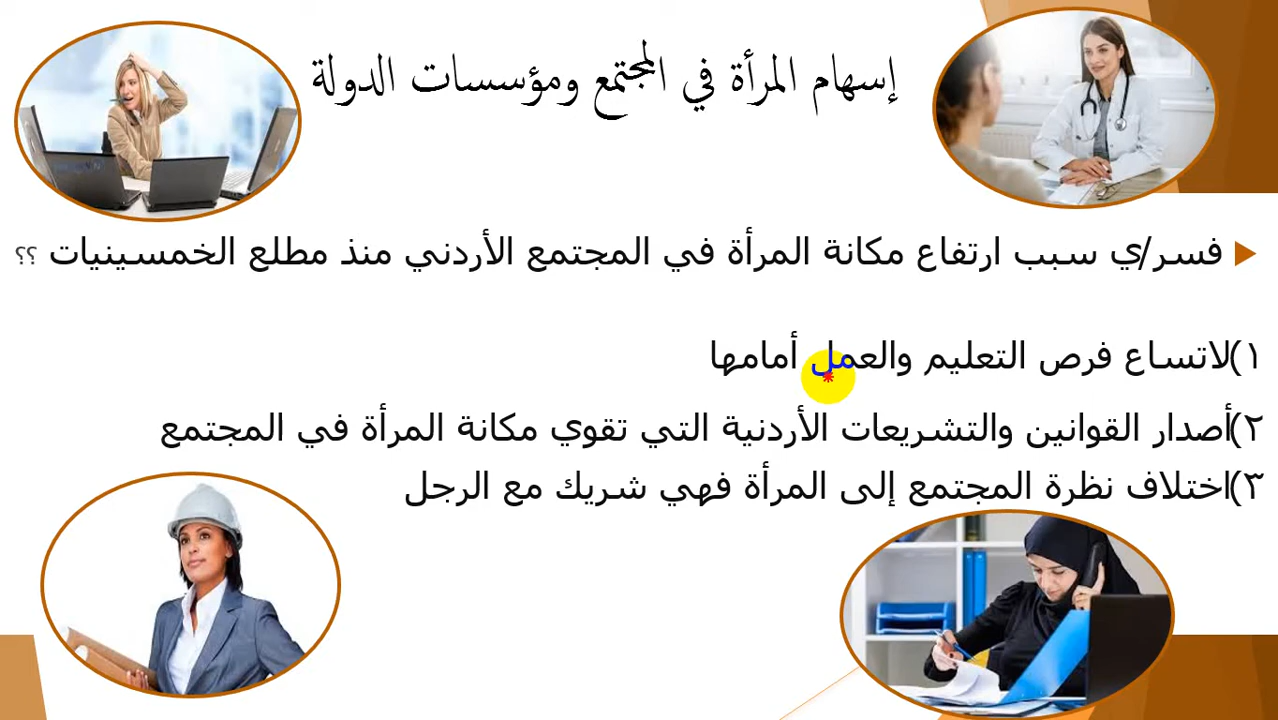 إسهام المرأة في المجتمع ومؤسسات الدولة
فسر/ي سبب ارتفاع مكانة المرأة في المجتمع الأردني منذ مطلع الخمسينيات ؟؟
١)لاتساع فرص التعليم والعمل أمامها
٢)أصدار القوانين والتشريعات الأردنية التي تقوي مكانة المرأة في المجتمع
٣)اختلاف نظرة المجتمع إلى المرأة فهي شريك مع الرجل